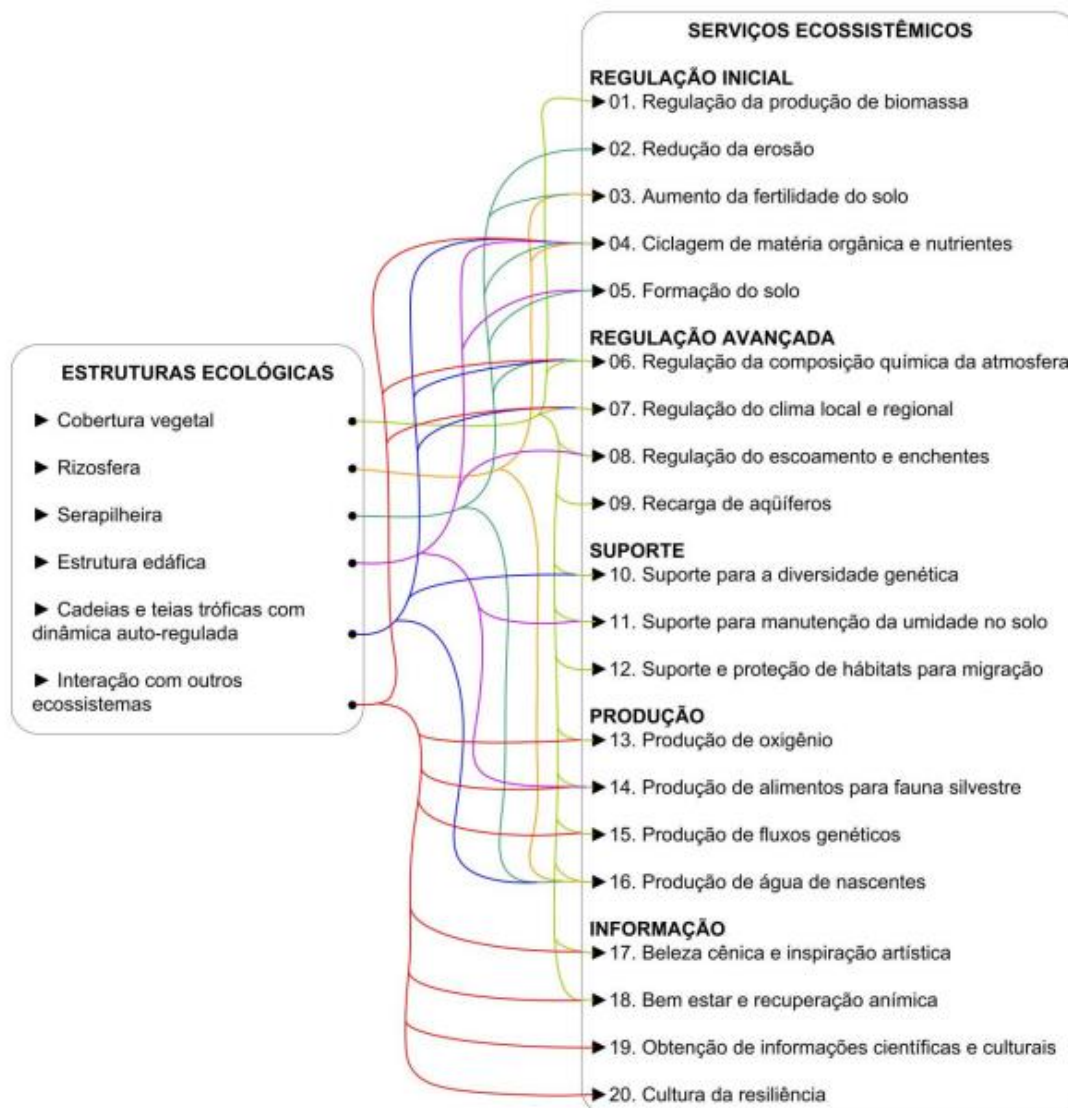 SERVIÇOS ECOSSISTÊMICOS
REGULAÇÃO INICIAL
►01. Regulação da produção de biomassa
►02. Redução da erosão
►03. Aumento da fertilidade do solo
►04. Ciclagem de matéria orgânica e nutrientes
►05. Formação do solo
REGULAÇÃO AVANÇADA
►06. Regulação da composição química da atmosfera
►07. Regulação do clima local e regional
►08. Regulação do escoamento e enchentes
►09. Recarga de aqüíferos
SUPORTE
►10. Suporte para a diversidade genética
►11. Suporte para manutenção da umidade no solo
►12. Suporte e proteção de hábitats para migração
PRODUÇÃO
►13. Produção de oxigênio
►14. Produção de alimentos para fauna silvestre
►15. Produção de fluxos genéticos
►16. Produção de água de nascentes
INFORMAÇÃO
►17. Beleza cênica e inspiração artística
►18. Bem estar e recuperação anímica
►19. Obtenção de informações científicas e culturais
►20. Cultura da resiliência
ESTRUTURAS ECOLÓGICAS
► Cobertura vegetal
► Rizosfera
► Serapilheira
► Estrutura edáfica
► Cadeias e teias tróficas com
dinâmica auto-regulada
► Interação com outros
ecossistemas